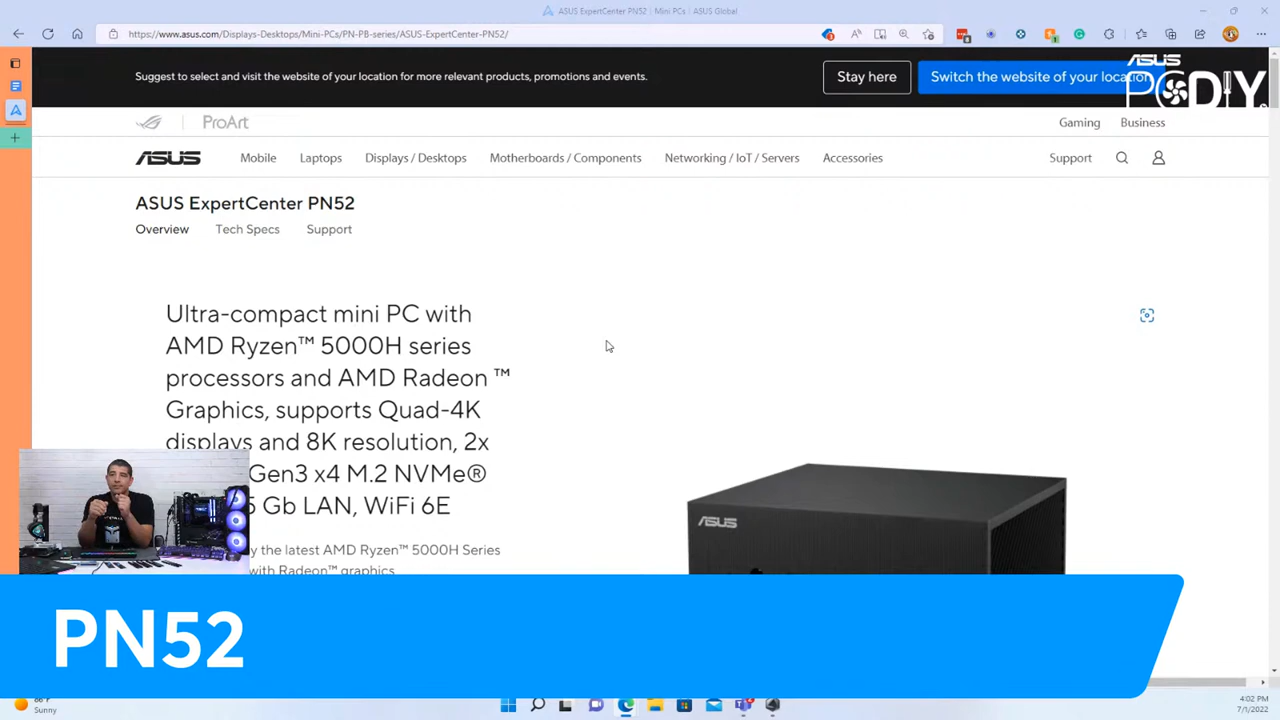 ASUS ExpertCenter PN52 | Mini PCs | ASUS Global
https://www.asus.com/Displays-Desktops/Mini-PCs/PN-PB-series/ASUS-ExpertCenter-PN52/
Suggest to select and visit the website of your location for more relevant products, promotions and events.
Stay here
Switch the website of your location
ASUS
PCDIY
ProArt
Gaming
Business
ASUS
Mobile
Laptops
Displays / Desktops
Motherboards / Components
Networking / IoT / Servers
Accessories
Support
ASUS ExpertCenter PN52
Overview
Tech Specs
Support
Ultra-compact mini PC with
AMD Ryzen™ 5000H series
processors and AMD Radeon ™
Graphics, supports Quad-4K
displays and 8K resolution, 2x
Gen3 x4 M.2 NVMe®
5 Gb LAN, WiFi 6E
y the latest AMD Ryzen™ 5000H Series
with Radeon™ graphics
ASUS
PN52
Sunny
4:02 PM
7/1/2022